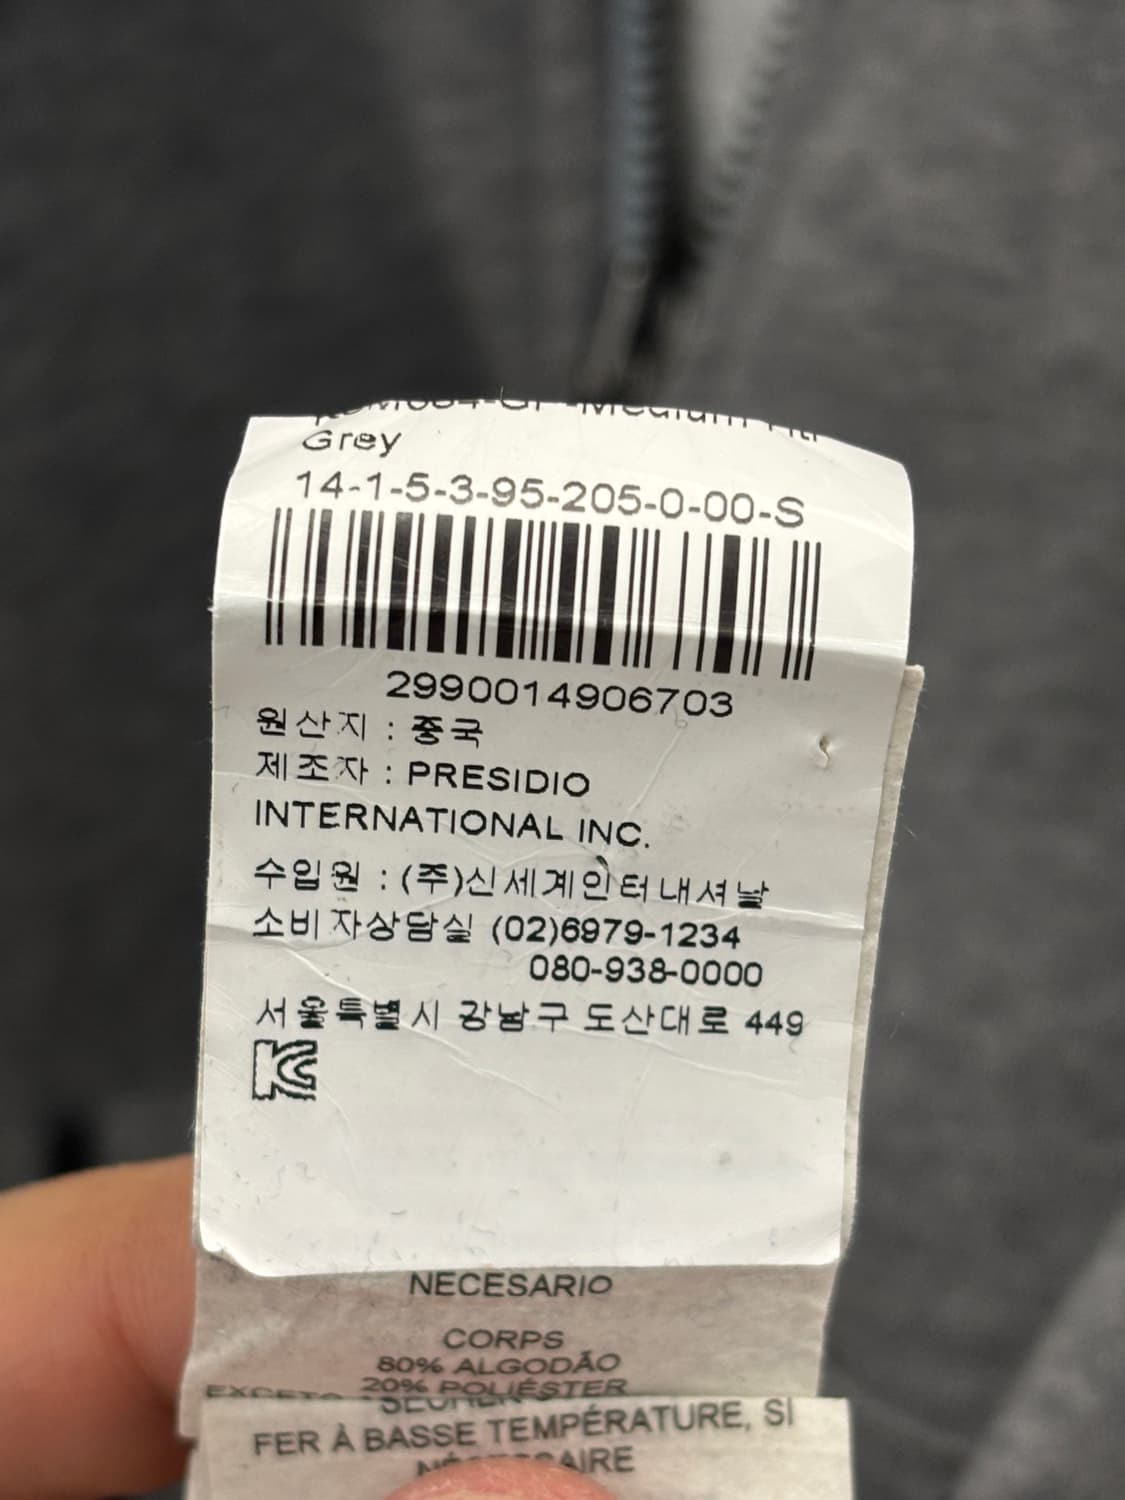 Grey
14-1-5-3-95-205-0-00-S
2990014906703
원산지 : 중국
제조자 : PRESIDIO
INTERNATIONAL INC.
수입원 : (주)신세계인터내셔날
소비자상담실 (02)6979-1234
080-938-0000
서울특별시 강남구 도산대로 449
NECESARIO
CORPS
80% ALGODÃO
20% POLIÉSTER
FER À BASSE TEMPÉRATURE, SI